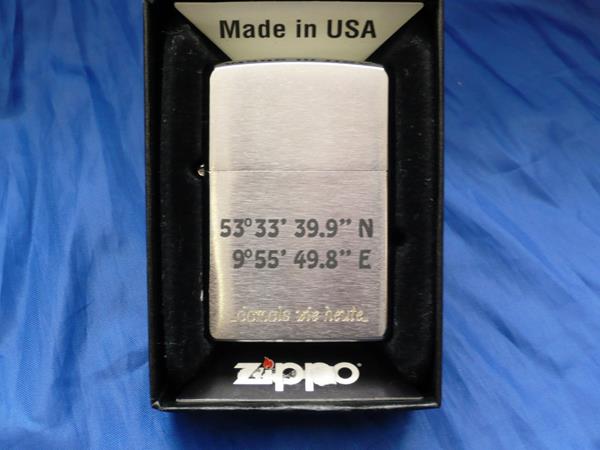 Made in USA
53°33' 39.9" N
9°55' 49.8" E
...damals wie heute...
zippo